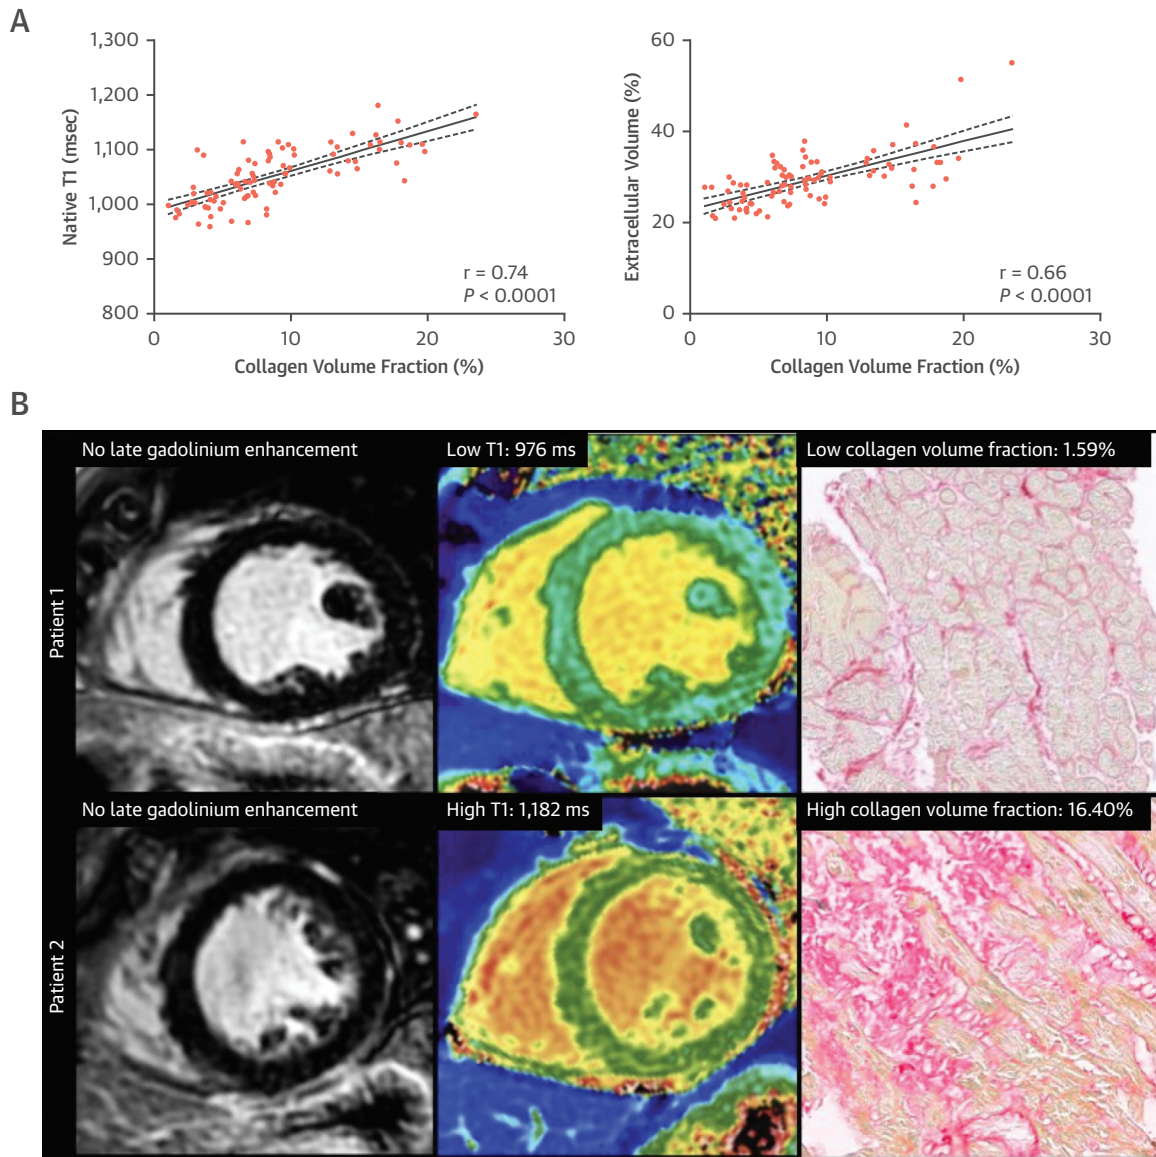 A
1,300
1,200
1,100
1,000
900
800
Native T1 (msec)
r = 0.74
P < 0.0001
0
10
20
30
Collagen Volume Fraction (%)
60
40
20
0
Extracellular Volume (%)
r = 0.66
P < 0.0001
0
10
20
30
Collagen Volume Fraction (%)
B
Patient 1
No late gadolinium enhancement
Low T1: 976 ms
Low collagen volume fraction: 1.59%
Patient 2
No late gadolinium enhancement
High T1: 1,182 ms
High collagen volume fraction: 16.40%